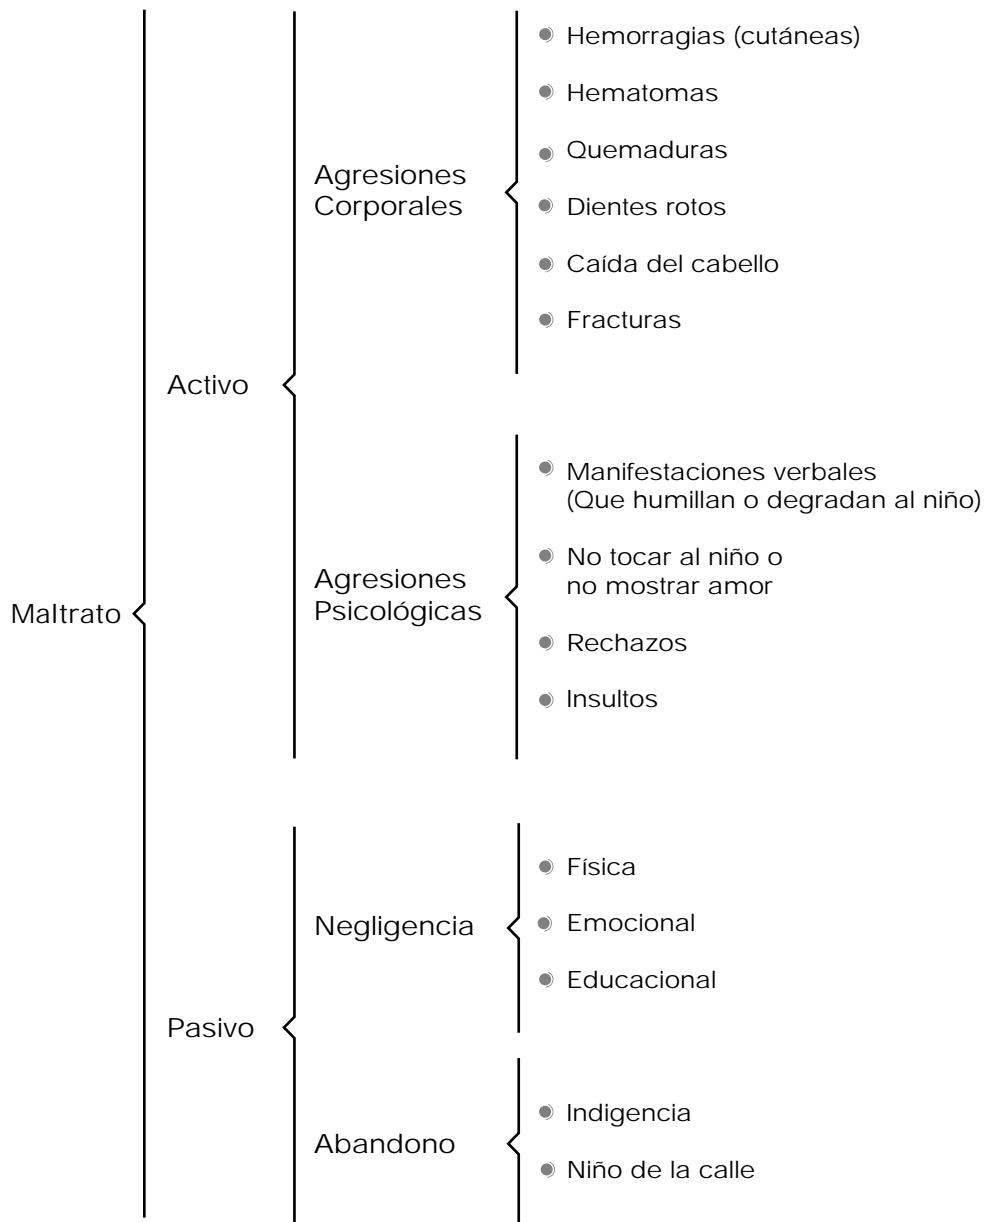 Maltrato
Activo
Agresiones
Corporales
Hemorragias (cutáneas)
Hematomas
Quemaduras
Dientes rotos
Caída del cabello
Fracturas
Agresiones
Psicológicas
Manifestaciones verbales
(Que humillan o degradan al niño)
No tocar al niño o
no mostrar amor
Rechazos
Insultos
Pasivo
Negligencia
Física
Emocional
Educacional
Abandono
Indigencia
Niño de la calle